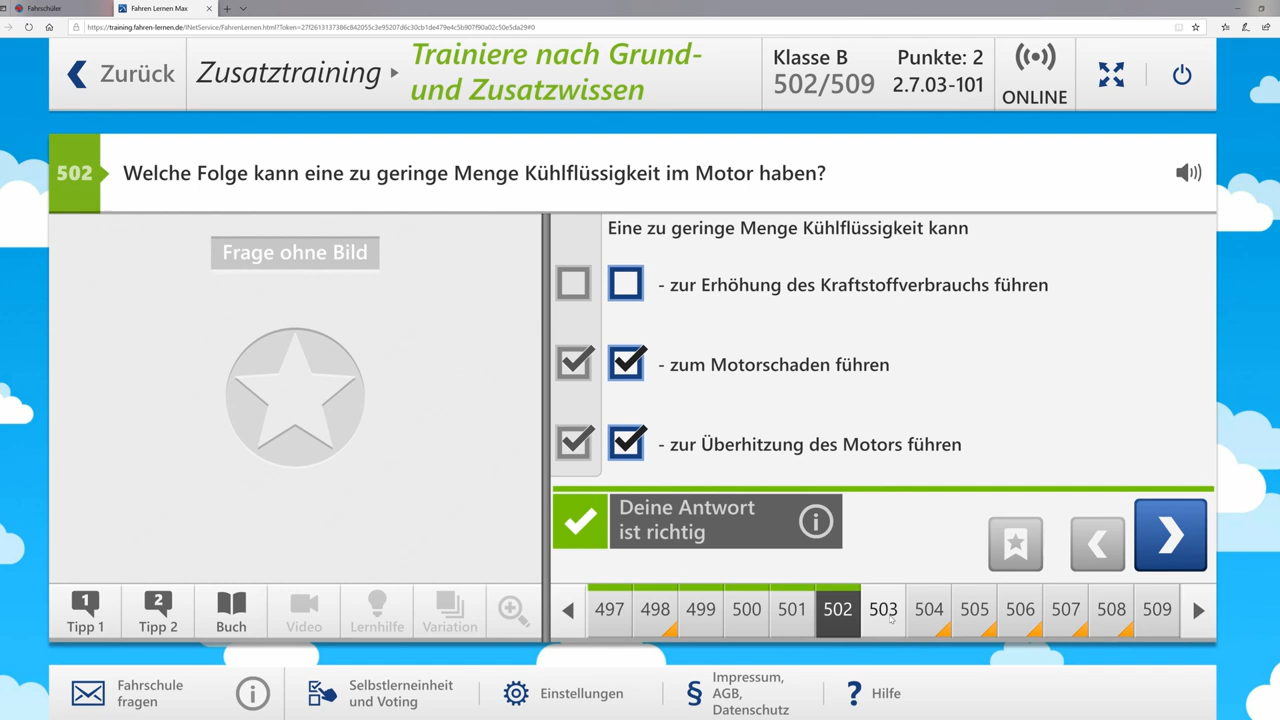 Fahrschüler
Fahren Lernen Max
https://training.fahren-lernen.de/INetService/FahrenLernen.html?Token=27f2613137386c842055c3e95207d6c30cb1de479e4c5b907f90a02c50e5da29#0
Zurück
Zusatztraining
Trainiere nach Grund-
und Zusatzwissen
Klasse B
502/509
Punkte: 2
2.7.03-101
ONLINE
502
Welche Folge kann eine zu geringe Menge Kühlflüssigkeit im Motor haben?
Frage ohne Bild
Eine zu geringe Menge Kühlflüssigkeit kann
- zur Erhöhung des Kraftstoffverbrauchs führen
- zum Motorschaden führen
- zur Überhitzung des Motors führen
Deine Antwort
ist richtig
1
Tipp 1
2
Tipp 2
Buch
Video
Lernhilfe
Variation
497 498 499 500 501 502 503 504 505 506 507 508 509
Fahrschule
fragen
Selbstlerneinheit
und Voting
Einstellungen
§
Impressum,
AGB,
Datenschutz
?
Hilfe